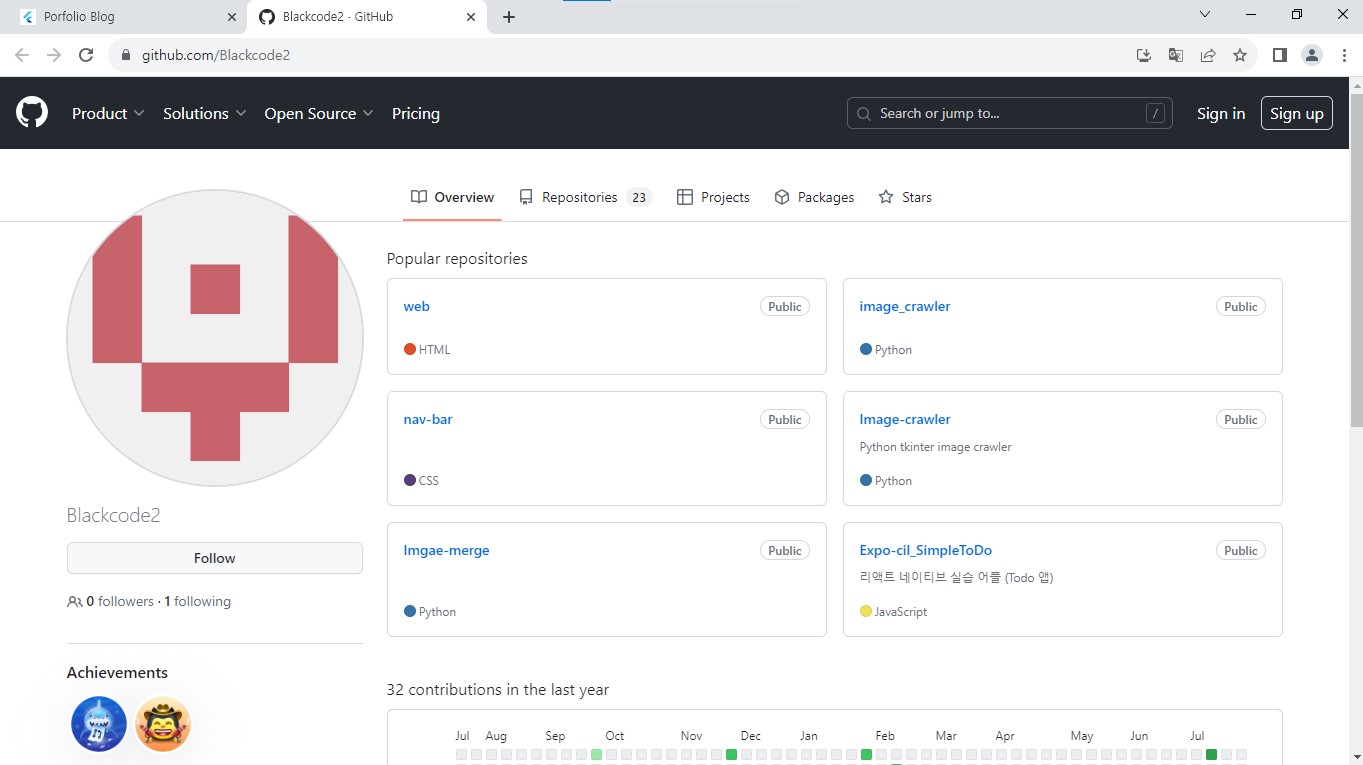 Porfolio Blog
Blackcode2 · GitHub
github.com/Blackcode2
Product
Solutions
Open Source
Pricing
Search or jump to...
/
Sign in
Sign up
Overview
Repositories 23
Projects
Packages
Stars
Popular repositories
web
Public
HTML
image_crawler
Public
Python
nav-bar
Public
CSS
Image-crawler
Public
Python tkinter image crawler
Python
Imgae-merge
Public
Python
Expo-cil_SimpleToDo
Public
리액트 네이티브 실습 어플 (Todo 앱)
JavaScript
Blackcode2
Follow
0 followers · 1 following
Achievements
32 contributions in the last year
Jul Aug Sep Oct Nov Dec Jan Feb Mar Apr May Jun Jul